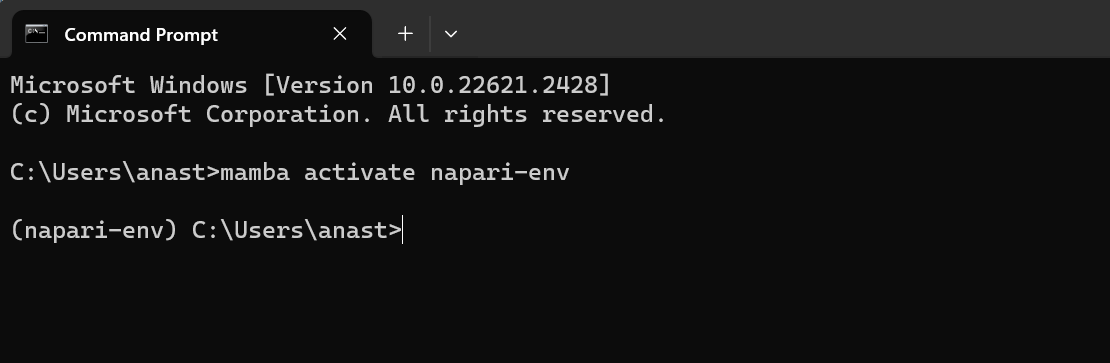 Command Prompt
Microsoft Windows [Version 10.0.22621.2428]
(c) Microsoft Corporation. All rights reserved.
C:\Users\anast>mamba activate napari-env
(napari-env) C:\Users\anast>